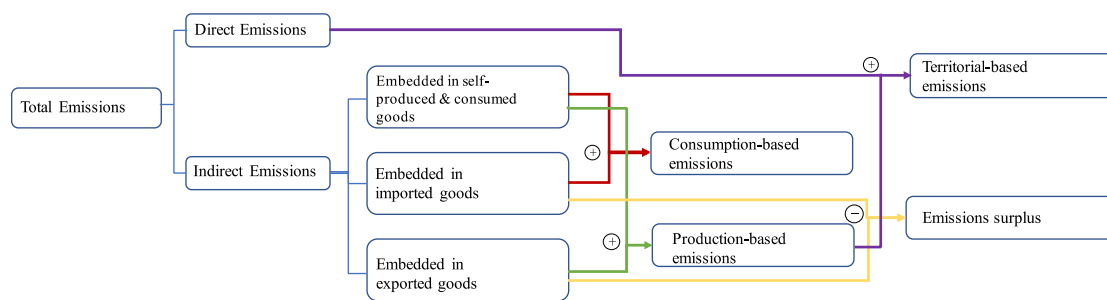 Direct Emissions
Total Emissions
Indirect Emissions
Embedded in self-
produced & consumed
goods
Embedded in
imported goods
Embedded in
exported goods
+
Consumption-based
emissions
+
Production-based
emissions
+
Territorial-based
emissions
−
Emissions surplus